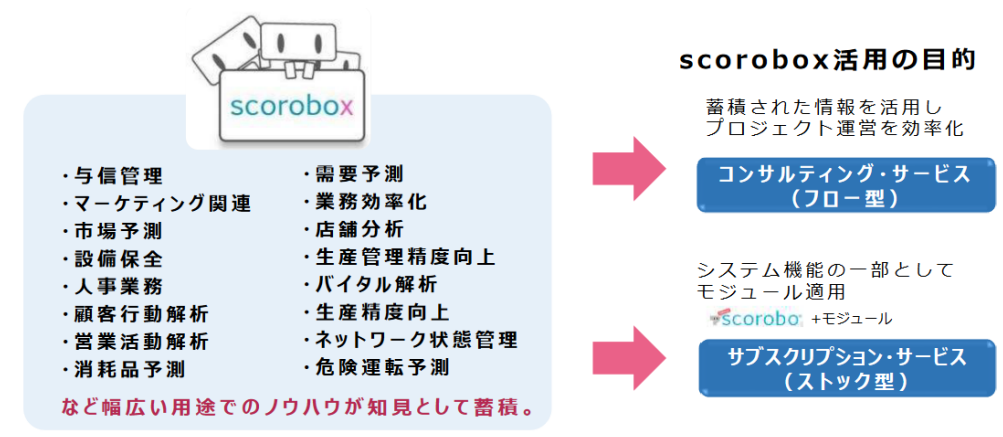 scorobox
・与信管理
・マーケティング関連
・市場予測
・設備保全
・人事業務
・顧客行動解析
・営業活動解析
・消耗品予測
・需要予測
・業務効率化
・店舗分析
・生産管理精度向上
・バイタル解析
・生産精度向上
・ネットワーク状態管理
・危険運転予測
など幅広い用途でのノウハウが知見として蓄積。
scorobox活用の目的
蓄積された情報を活用し
プロジェクト運営を効率化
コンサルティング・サービス
（フロー型）
システム機能の一部として
モジュール適用
scorobo +モジュール
サブスクリプション・サービス
（ストック型）